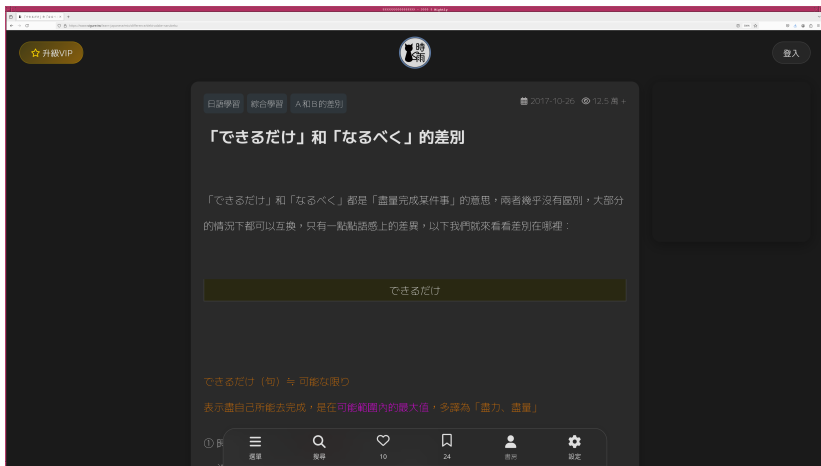 升級VIP
時雨
登入
日語學習 綜合學習 A和B的差別
2017-10-26 12.5 萬 +
「できるだけ」和「なるべく」的差別
「できるだけ」和「なるべく」都是「盡量完成某件事」的意思，兩者幾乎沒有區別，大部分
的情況下都可以互換，只有一點點語感上的差異，以下我們就來看看差別在哪裡：
できるだけ
できるだけ（句）≒ 可能な限り
表示盡自己所能去完成，是在可能範圍內的最大值，多譯為「盡力、盡量」
①
選單 搜尋 10 24 書房 設定